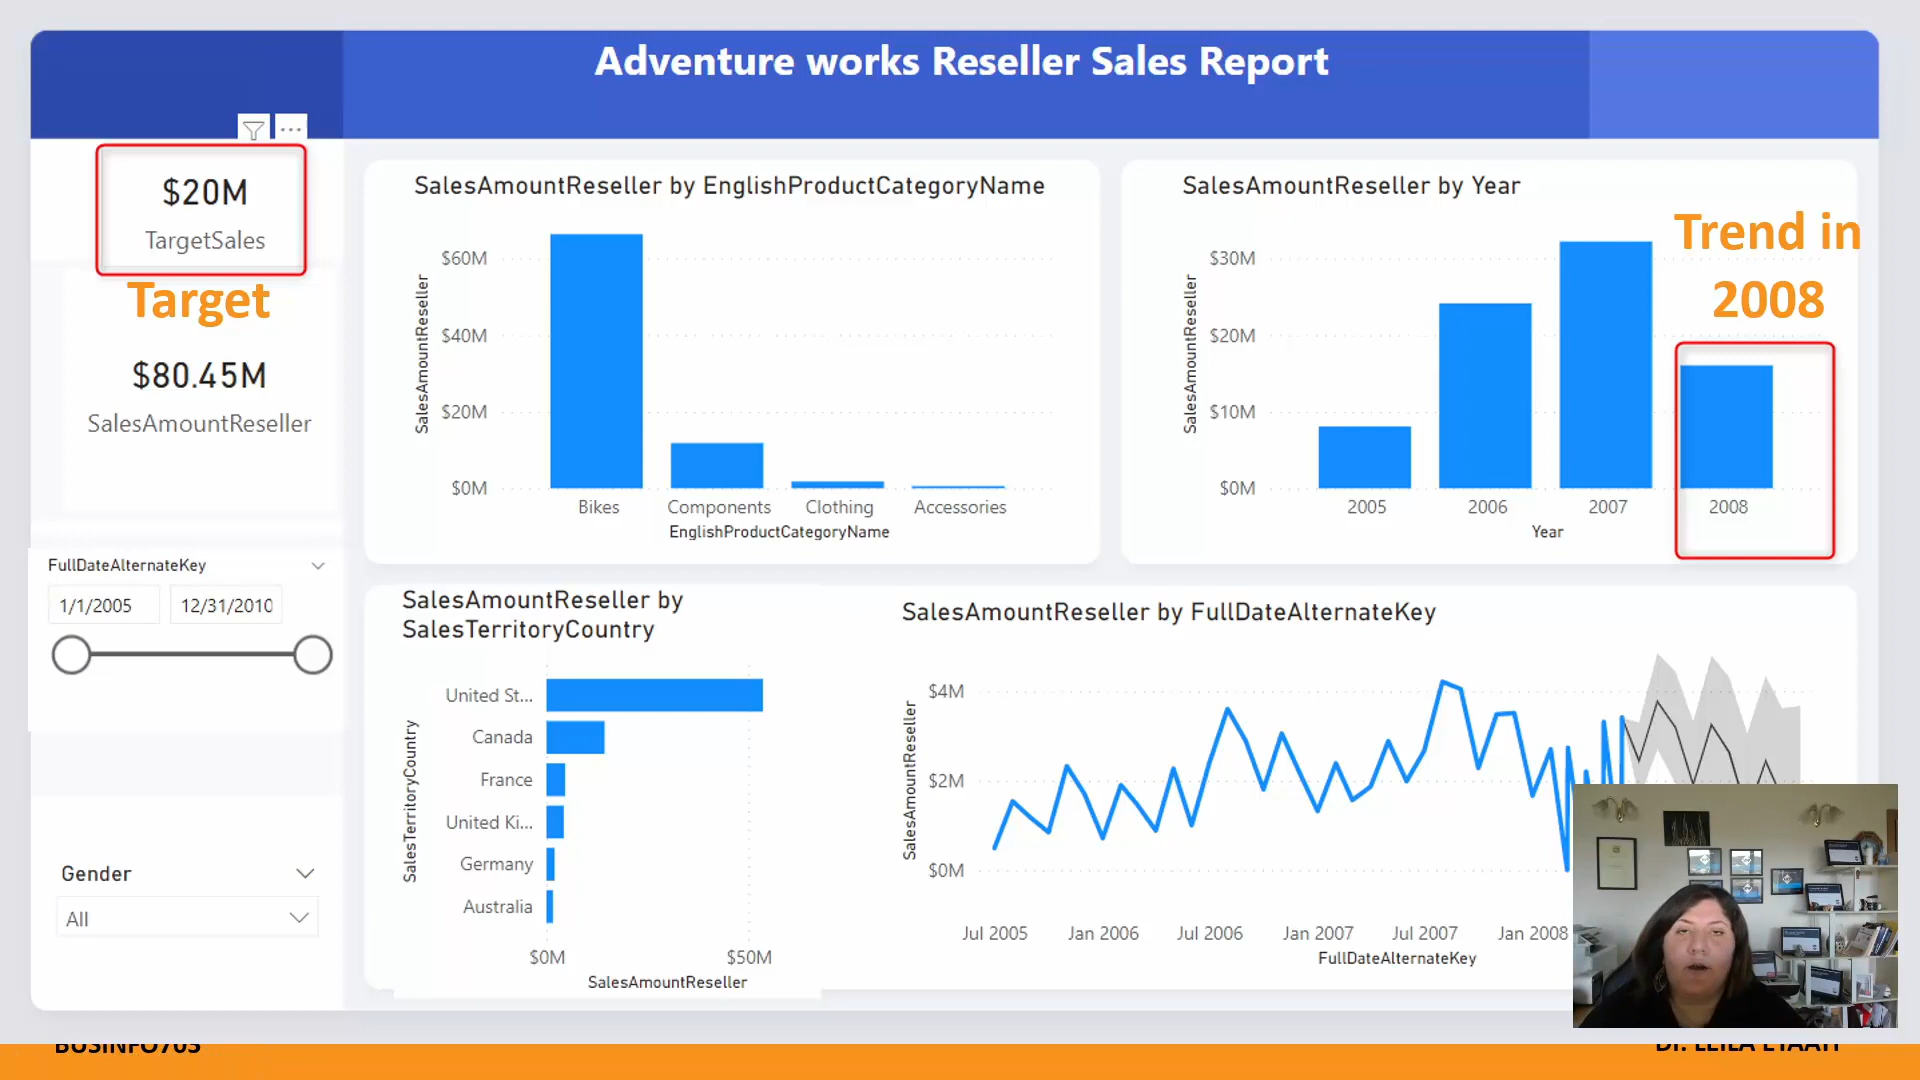 Adventure works Reseller Sales Report
$20M
TargetSales
Target
$80.45M
SalesAmountReseller
FullDateAlternateKey
1/1/2005
12/31/2010
Gender
All
SalesAmountReseller by EnglishProductCategoryName
SalesAmountReseller
$60M
$40M
$20M
$0M
Bikes
Components
Clothing
Accessories
EnglishProductCategoryName
SalesAmountReseller by Year
Trend in
2008
SalesAmountReseller
$30M
$20M
$10M
$0M
2005
2006
2007
2008
Year
SalesAmountReseller by
SalesTerritoryCountry
SalesTerritoryCountry
United St...
Canada
France
United Ki...
Germany
Australia
$0M
$50M
SalesAmountReseller
SalesAmountReseller by FullDateAlternateKey
SalesAmountReseller
$4M
$2M
$0M
Jul 2005
Jan 2006
Jul 2006
Jan 2007
Jul 2007
Jan 2008
FullDateAlternateKey
BUSINFO703
Dr. LEILA ETAATI